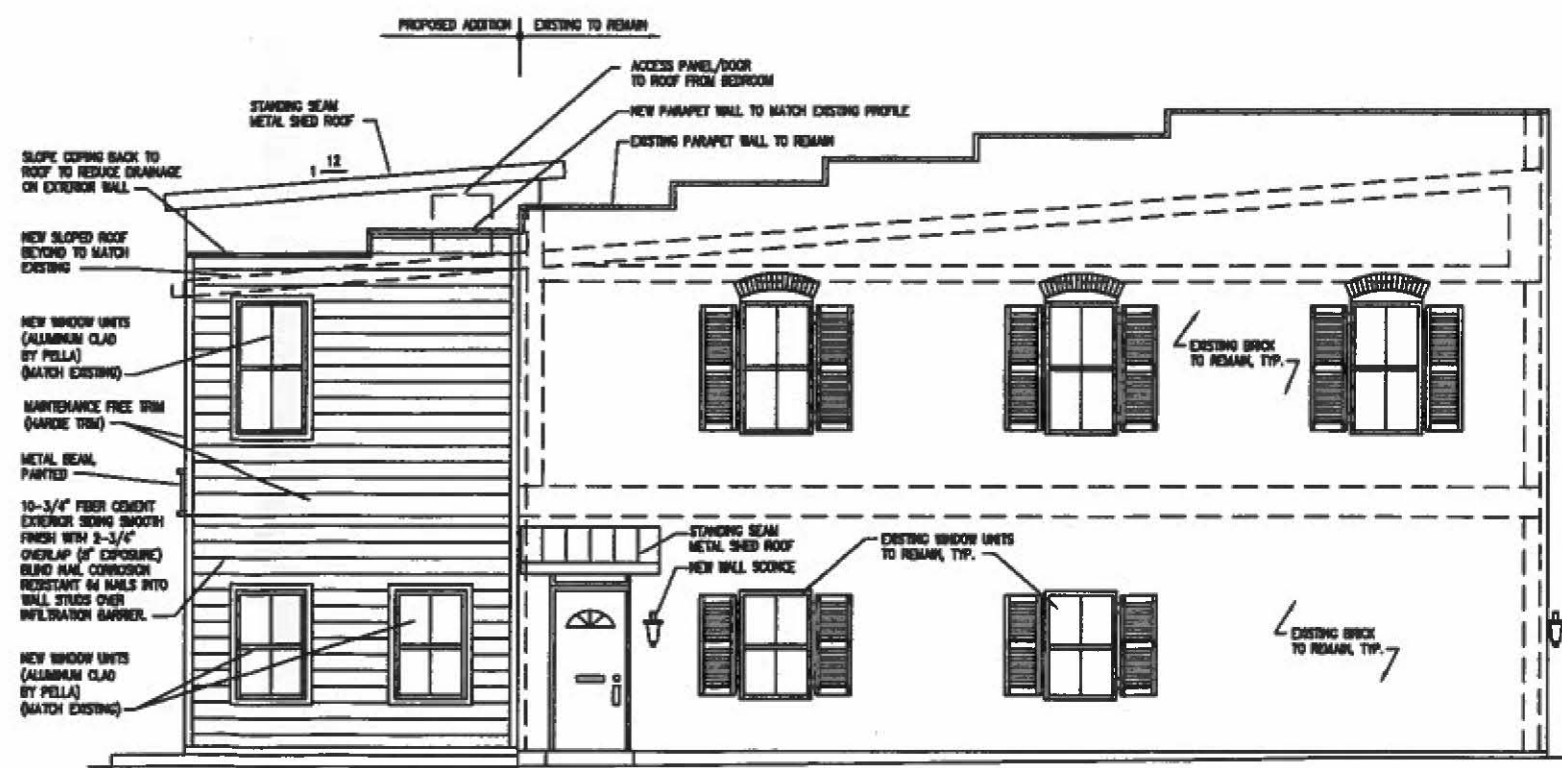 PROPOSED ADDITION
EXISTING TO REMAIN
ACCESS PANEL/DOOR
TO ROOF FROM BEDROOM
STANDING SEAM
METAL SHED ROOF
NEW PARAPET WALL TO MATCH EXISTING PROFILE
EXISTING PARAPET WALL TO REMAIN
12
1
SLOPE COPING BACK TO
ROOF TO REDUCE DRAINAGE
ON EXTERIOR WALL
NEW SLOPED ROOF
BEYOND TO MATCH
EXISTING
NEW WINDOW UNITS
(ALUMINUM CLAD
BY PELLA)
(MATCH EXISTING)
EXISTING BRICK
TO REMAIN, TYP.
MAINTENANCE FREE TRIM
(HARDIE TRIM)
METAL BEAM,
PAINTED
10-3/4" FIBER CEMENT
EXTERIOR SIDING SMOOTH
FINISH WITH 2-3/4"
OVERLAP (8" EXPOSURE)
BLIND NAIL CORROSION
RESISTANT 6d NAILS INTO
WALL STUDS OVER
INFILTRATION BARRIER.
STANDING SEAM
METAL SHED ROOF
NEW WALL SCONCE
EXISTING WINDOW UNITS
TO REMAIN, TYP.
EXISTING BRICK
TO REMAIN, TYP.
NEW WINDOW UNITS
(ALUMINUM CLAD
BY PELLA)
(MATCH EXISTING)